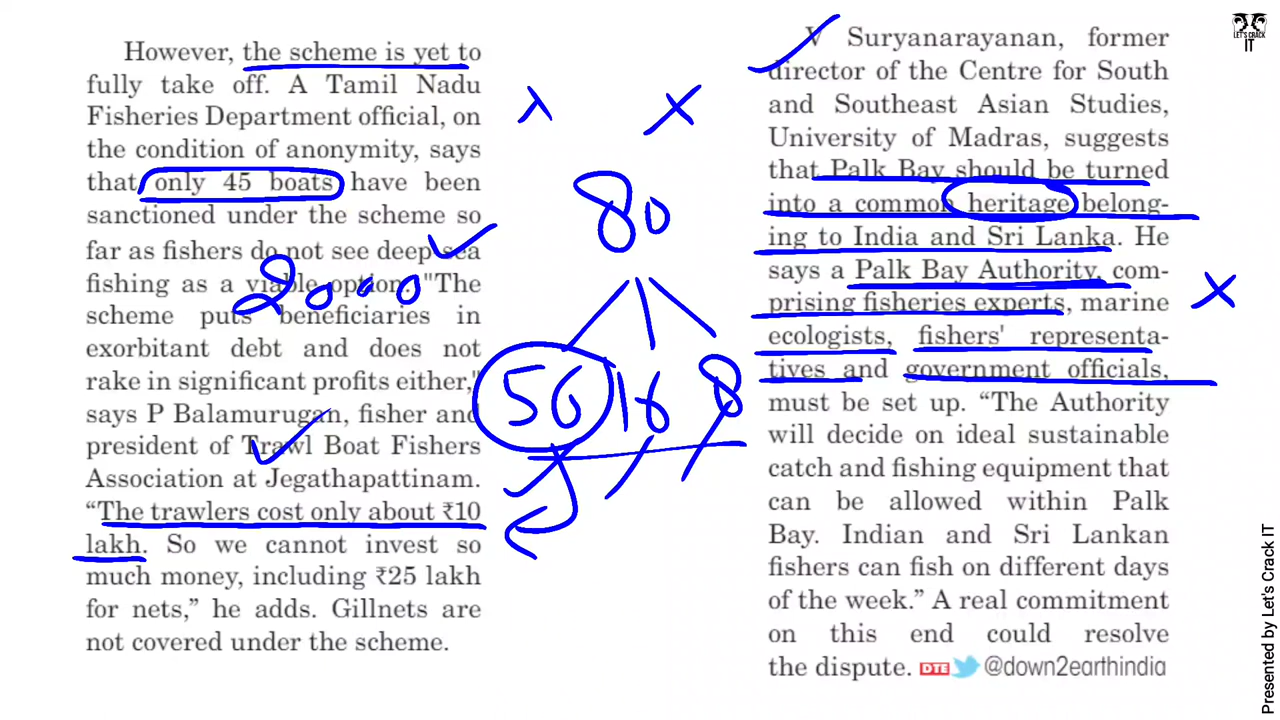 However, the scheme is yet to
fully take off. A Tamil Nadu
Fisheries Department official, on
the condition of anonymity, says
that only 45 boats have been
sanctioned under the scheme so
far as fishers do not see deep sea
fishing as a viable option. "The
scheme puts beneficiaries in
exorbitant debt and does not
rake in significant profits either,"
says P Balamurugan, fisher and
president of Trawl Boat Fishers
Association at Jegathapattinam.
“The trawlers cost only about ₹10
lakh. So we cannot invest so
much money, including ₹25 lakh
for nets,” he adds. Gillnets are
not covered under the scheme.
2000
80
56 16 8
V Suryanarayanan, former
director of the Centre for South
and Southeast Asian Studies,
University of Madras, suggests
that Palk Bay should be turned
into a common heritage belong-
ing to India and Sri Lanka. He
says a Palk Bay Authority, com-
prising fisheries experts, marine
ecologists, fishers' representa-
tives and government officials,
must be set up. “The Authority
will decide on ideal sustainable
catch and fishing equipment that
can be allowed within Palk
Bay. Indian and Sri Lankan
fishers can fish on different days
of the week.” A real commitment
on this end could resolve
the dispute. DTE @down2earthindia
LET'S CRACK
IT
Presented by Let's Crack IT